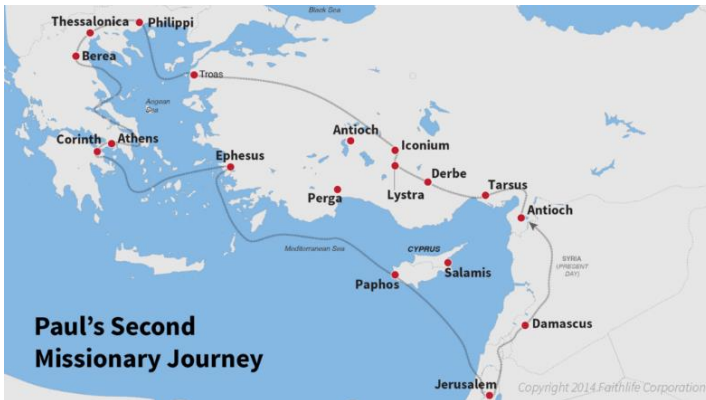 Black Sea
Thessalonica
Philippi
Berea
Troas
Aegean
Sea
Antioch
Iconium
Corinth
Athens
Ephesus
Derbe
Tarsus
Perga
Lystra
Antioch
Mediterranean Sea
CYPRUS
SYRIA
(PRESENT
DAY)
Salamis
Paphos
Paul’s Second
Missionary Journey
Damascus
Jerusalem
Copyright 2014 Faithlife Corporation